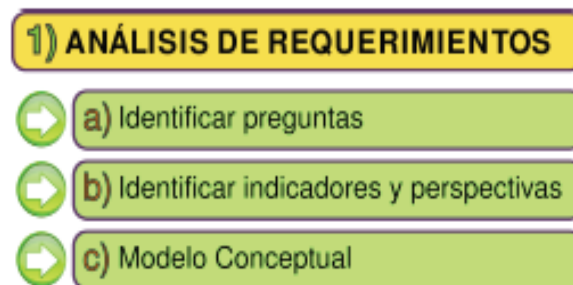 1) ANÁLISIS DE REQUERIMIENTOS
a) Identificar preguntas
b) Identificar indicadores y perspectivas
c) Modelo Conceptual